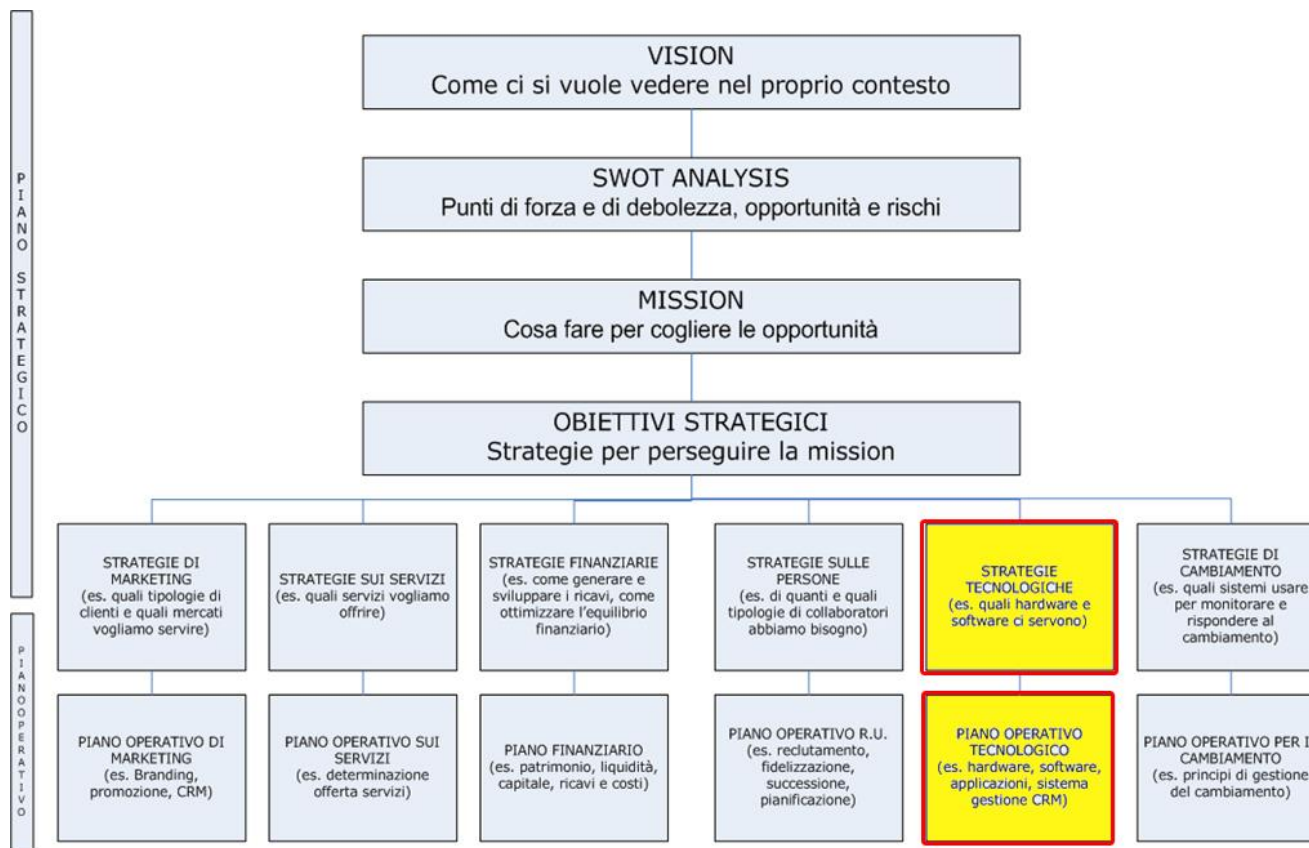 PIANO STRATEGICO
VISION
Come ci si vuole vedere nel proprio contesto
SWOT ANALYSIS
Punti di forza e di debolezza, opportunità e rischi
MISSION
Cosa fare per cogliere le opportunità
OBIETTIVI STRATEGICI
Strategie per perseguire la mission
STRATEGIE DI
MARKETING
(es. quali tipologie di
clienti e quali mercati
vogliamo servire)
STRATEGIE SUI SERVIZI
(es. quali servizi vogliamo
offrire)
STRATEGIE FINANZIARIE
(es. come generare e
sviluppare i ricavi, come
ottimizzare l'equilibrio
finanziario)
STRATEGIE SULLE
PERSONE
(es. di quanti e quali
tipologie di collaboratori
abbiamo bisogno)
STRATEGIE
TECNOLOGICHE
(es. quali hardware e
software ci servono)
STRATEGIE DI
CAMBIAMENTO
(es. quali sistemi usare
per monitorare e
rispondere al
cambiamento)
PIANO OPERATIVO
PIANO OPERATIVO DI
MARKETING
(es. Branding,
promozione, CRM)
PIANO OPERATIVO SUI
SERVIZI
(es. determinazione
offerta servizi)
PIANO FINANZIARIO
(es. patrimonio, liquidità,
capitale, ricavi e costi)
PIANO OPERATIVO R.U.
(es. reclutamento,
fidelizzazione,
successione,
pianificazione)
PIANO OPERATIVO
TECNOLOGICO
(es. hardware, software,
applicazioni, sistema
gestione CRM)
PIANO OPERATIVO PER I
CAMBIAMENTO
(es. principi di gestione
del cambiamento)